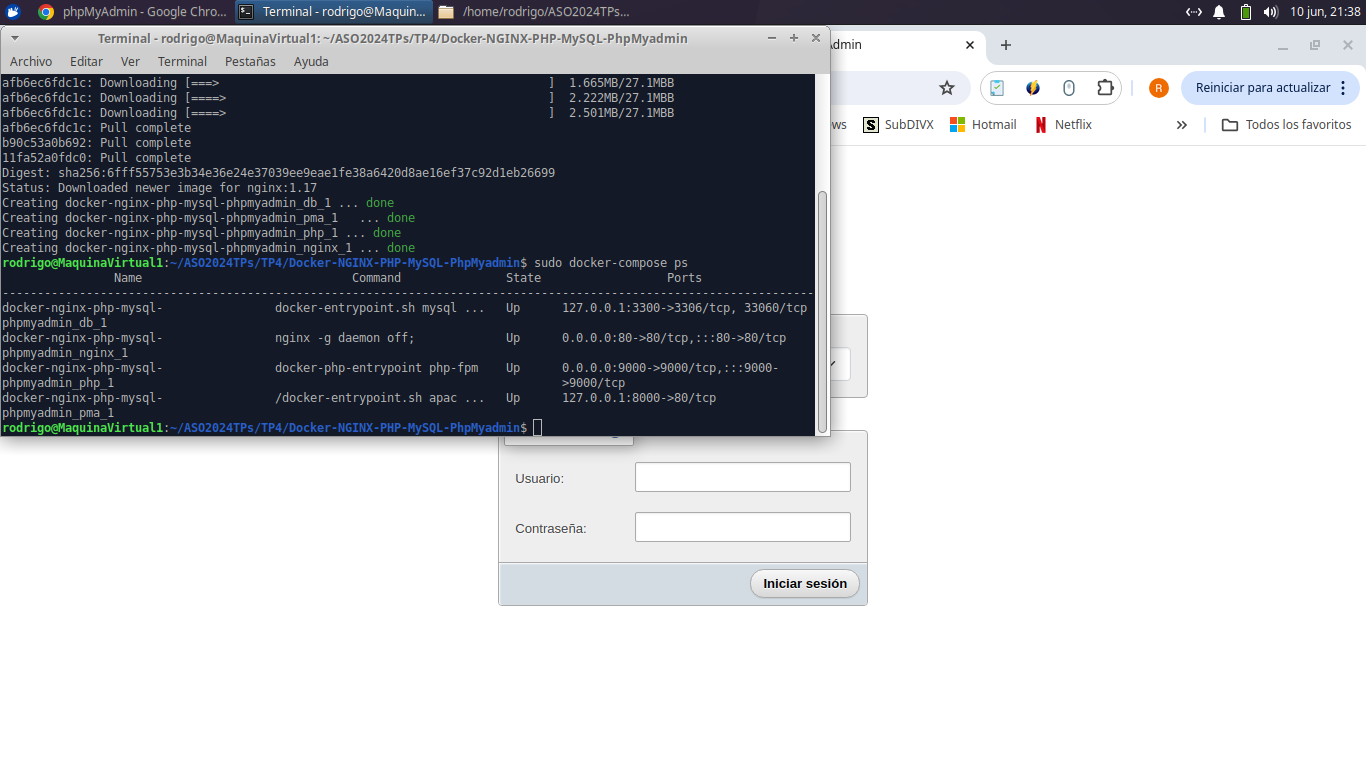 phpMyAdmin - Google Chro...
Terminal - rodrigo@Maquin...
/home/rodrigo/ASO2024TPs...
10 jun, 21:38
Terminal - rodrigo@MaquinaVirtual1: ~/ASO2024TPs/TP4/Docker-NGINX-PHP-MySQL-PhpMyadmin
Archivo Editar Ver Terminal Pestañas Ayuda
afb6ec6fdc1c: Downloading [===> ] 1.665MB/27.1MBB
afb6ec6fdc1c: Downloading [====> ] 2.222MB/27.1MBB
afb6ec6fdc1c: Downloading [====> ] 2.501MB/27.1MBB
afb6ec6fdc1c: Pull complete
b90c53a0b692: Pull complete
11fa52a0fdc0: Pull complete
Digest: sha256:6fff55753e3b34e36e24e37039ee9eae1fe38a6420d8ae16ef37c92d1eb26699
Status: Downloaded newer image for nginx:1.17
Creating docker-nginx-php-mysql-phpmyadmin_db_1 ... done
Creating docker-nginx-php-mysql-phpmyadmin_pma_1 ... done
Creating docker-nginx-php-mysql-phpmyadmin_php_1 ... done
Creating docker-nginx-php-mysql-phpmyadmin_nginx_1 ... done
rodrigo@MaquinaVirtual1:~/ASO2024TPs/TP4/Docker-NGINX-PHP-MySQL-PhpMyadmin$ sudo docker-compose ps
Name Command State Ports
-------------------------------------------------------------------------------------------------------------------
docker-nginx-php-mysql- docker-entrypoint.sh mysql ... Up 127.0.0.1:3300->3306/tcp, 33060/tcp
phpmyadmin_db_1
docker-nginx-php-mysql- nginx -g daemon off; Up 0.0.0.0:80->80/tcp,:::80->80/tcp
phpmyadmin_nginx_1
docker-nginx-php-mysql- docker-php-entrypoint php-fpm Up 0.0.0.0:9000->9000/tcp,:::9000-
phpmyadmin_php_1 >9000/tcp
docker-nginx-php-mysql- /docker-entrypoint.sh apac ... Up 127.0.0.1:8000->80/tcp
phpmyadmin_pma_1
rodrigo@MaquinaVirtual1:~/ASO2024TPs/TP4/Docker-NGINX-PHP-MySQL-PhpMyadmin$
Admin
R
Reiniciar para actualizar
ws
S SubDIVX
Hotmail
N Netflix
Todos los favoritos
Usuario:
Contraseña:
Iniciar sesión